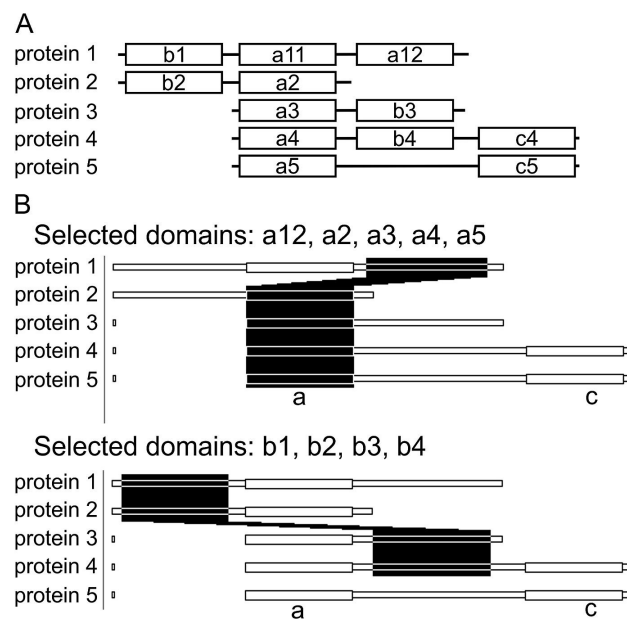 A
protein 1 b1 a11 a12
protein 2 b2 a2
protein 3 a3 b3
protein 4 a4 b4 c4
protein 5 a5 c5
B
Selected domains: a12, a2, a3, a4, a5
protein 1
protein 2
protein 3
protein 4
protein 5
a c
Selected domains: b1, b2, b3, b4
protein 1
protein 2
protein 3
protein 4
protein 5
a c